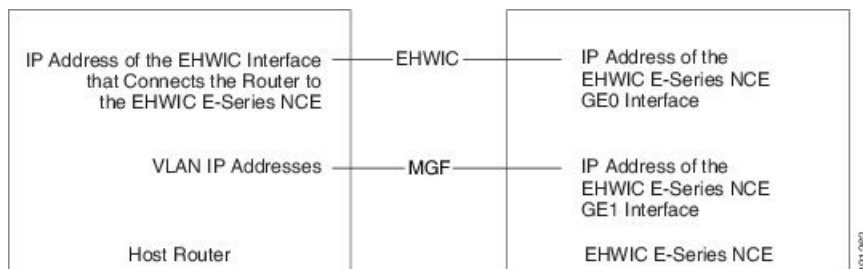 IP Address of the EHWIC Interface
that Connects the Router to
the EHWIC E-Series NCE
EHWIC
IP Address of the
EHWIC E-Series NCE
GE0 Interface
VLAN IP Addresses
MGF
IP Address of the
EHWIC E-Series NCE
GE1 Interface
Host Router
EHWIC E-Series NCE